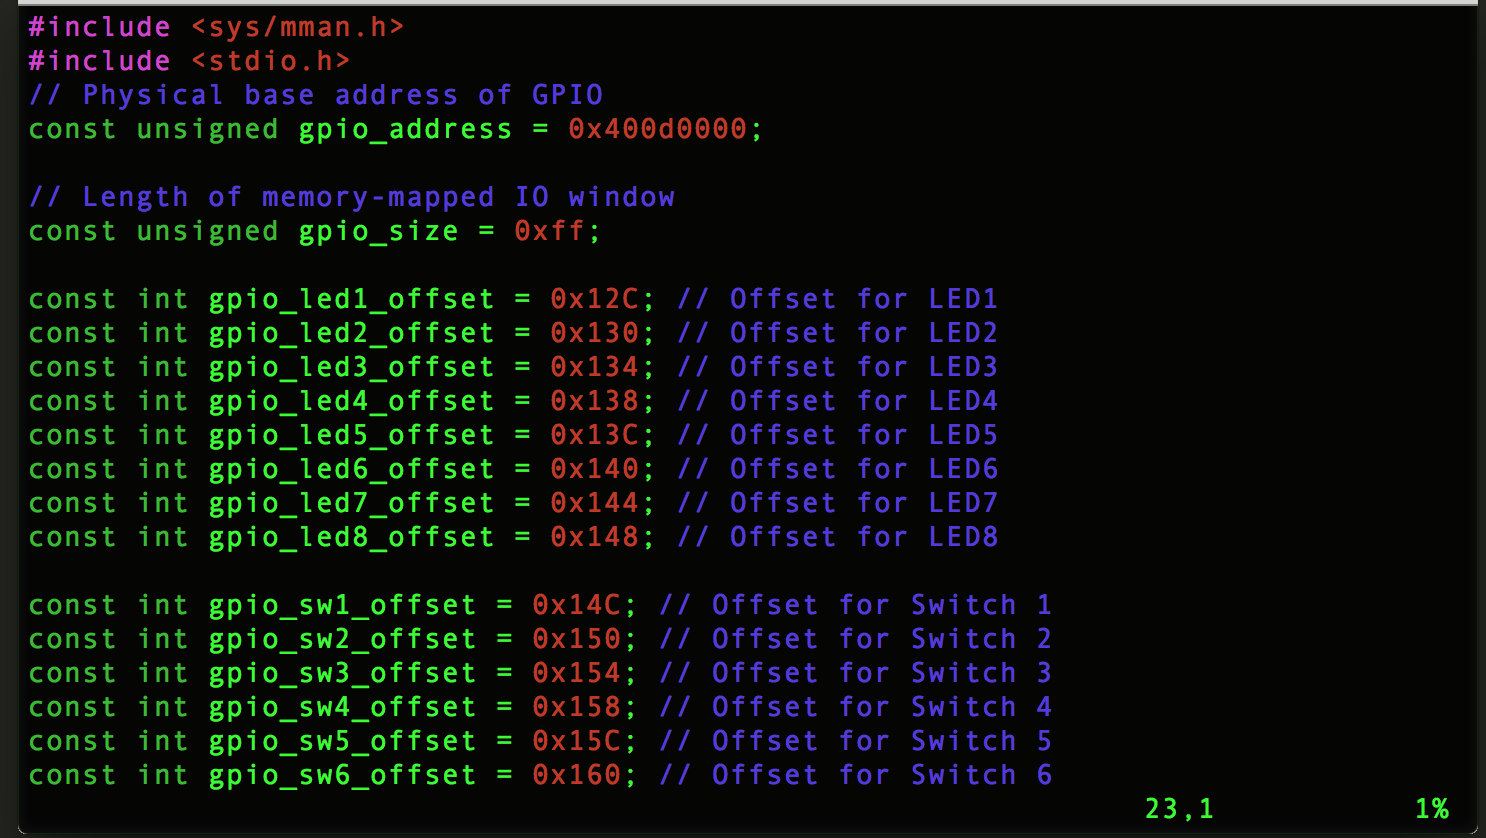 #include <sys/mman.h>
#include <stdio.h>
// Physical base address of GPIO
const unsigned gpio_address = 0x400d0000;
// Length of memory-mapped IO window
const unsigned gpio_size = 0xff;
const int gpio_led1_offset = 0x12C; // Offset for LED1
const int gpio_led2_offset = 0x130; // Offset for LED2
const int gpio_led3_offset = 0x134; // Offset for LED3
const int gpio_led4_offset = 0x138; // Offset for LED4
const int gpio_led5_offset = 0x13C; // Offset for LED5
const int gpio_led6_offset = 0x140; // Offset for LED6
const int gpio_led7_offset = 0x144; // Offset for LED7
const int gpio_led8_offset = 0x148; // Offset for LED8
const int gpio_sw1_offset = 0x14C; // Offset for Switch 1
const int gpio_sw2_offset = 0x150; // Offset for Switch 2
const int gpio_sw3_offset = 0x154; // Offset for Switch 3
const int gpio_sw4_offset = 0x158; // Offset for Switch 4
const int gpio_sw5_offset = 0x15C; // Offset for Switch 5
const int gpio_sw6_offset = 0x160; // Offset for Switch 6
23,1 1%